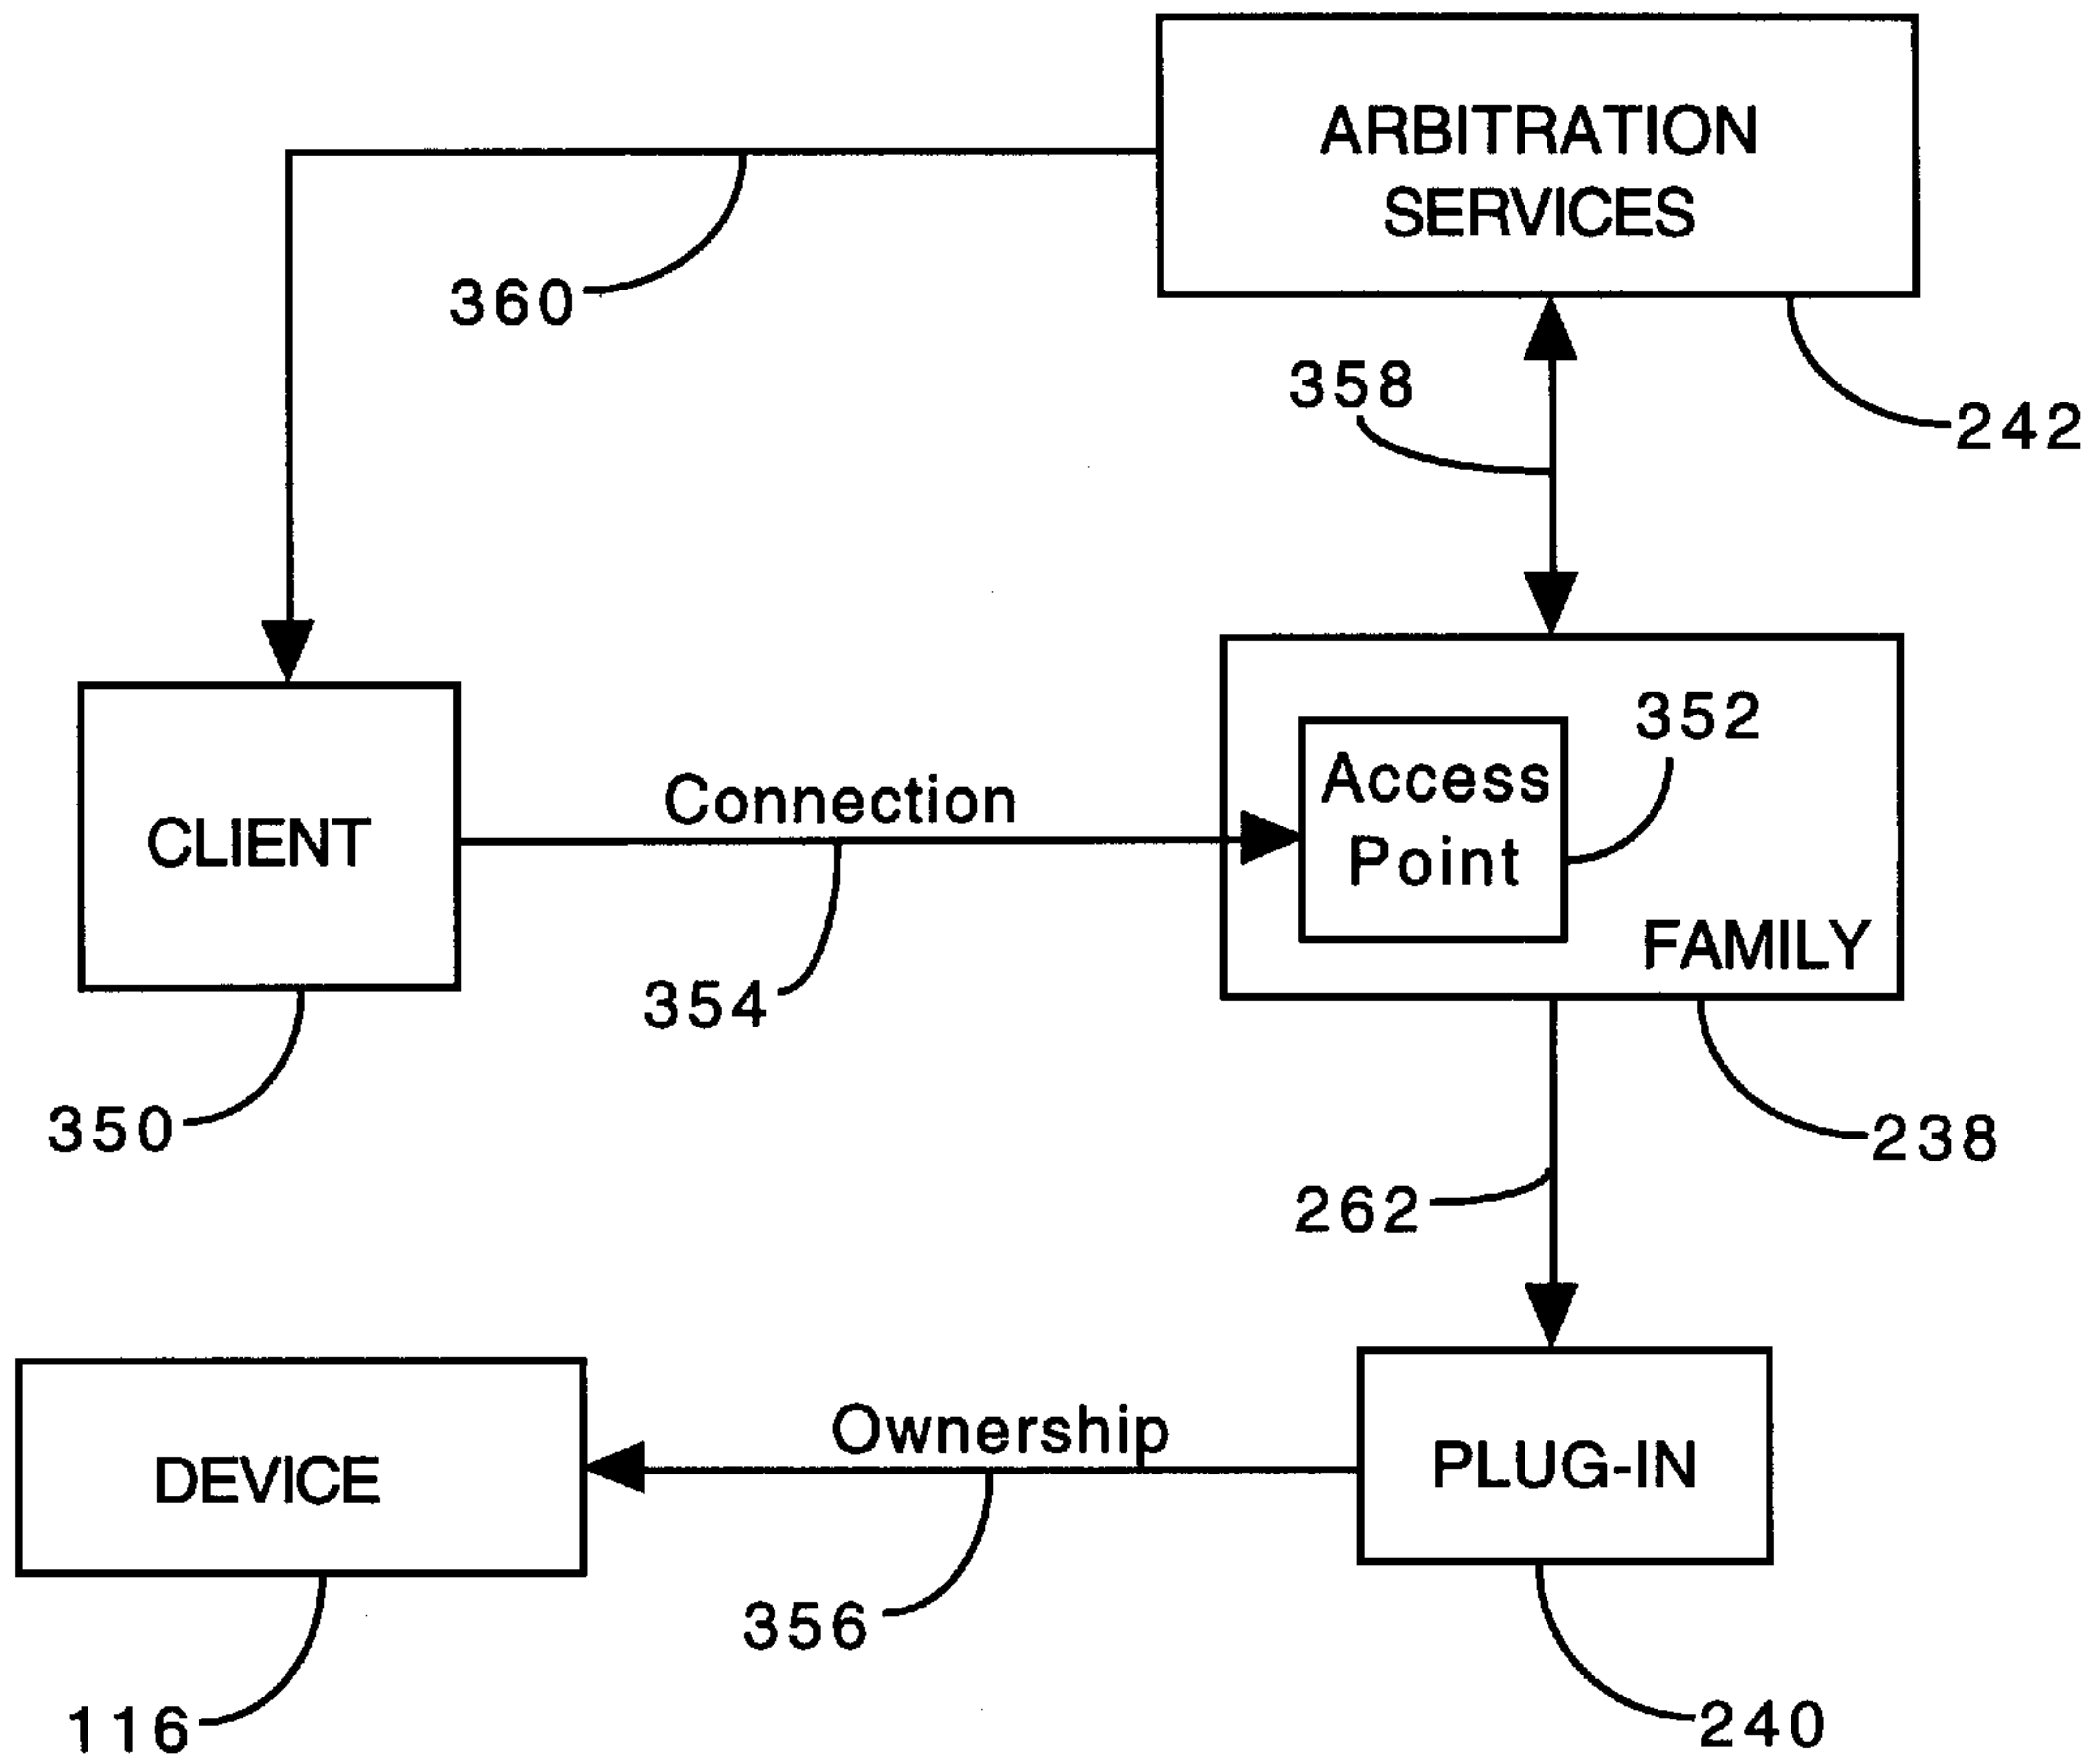 ARBITRATION
SERVICES
360
358
242
352
Access
Point
Connection
CLIENT
FAMILY
354
350
238
262
Ownership
DEVICE
PLUG-IN
356
116
240